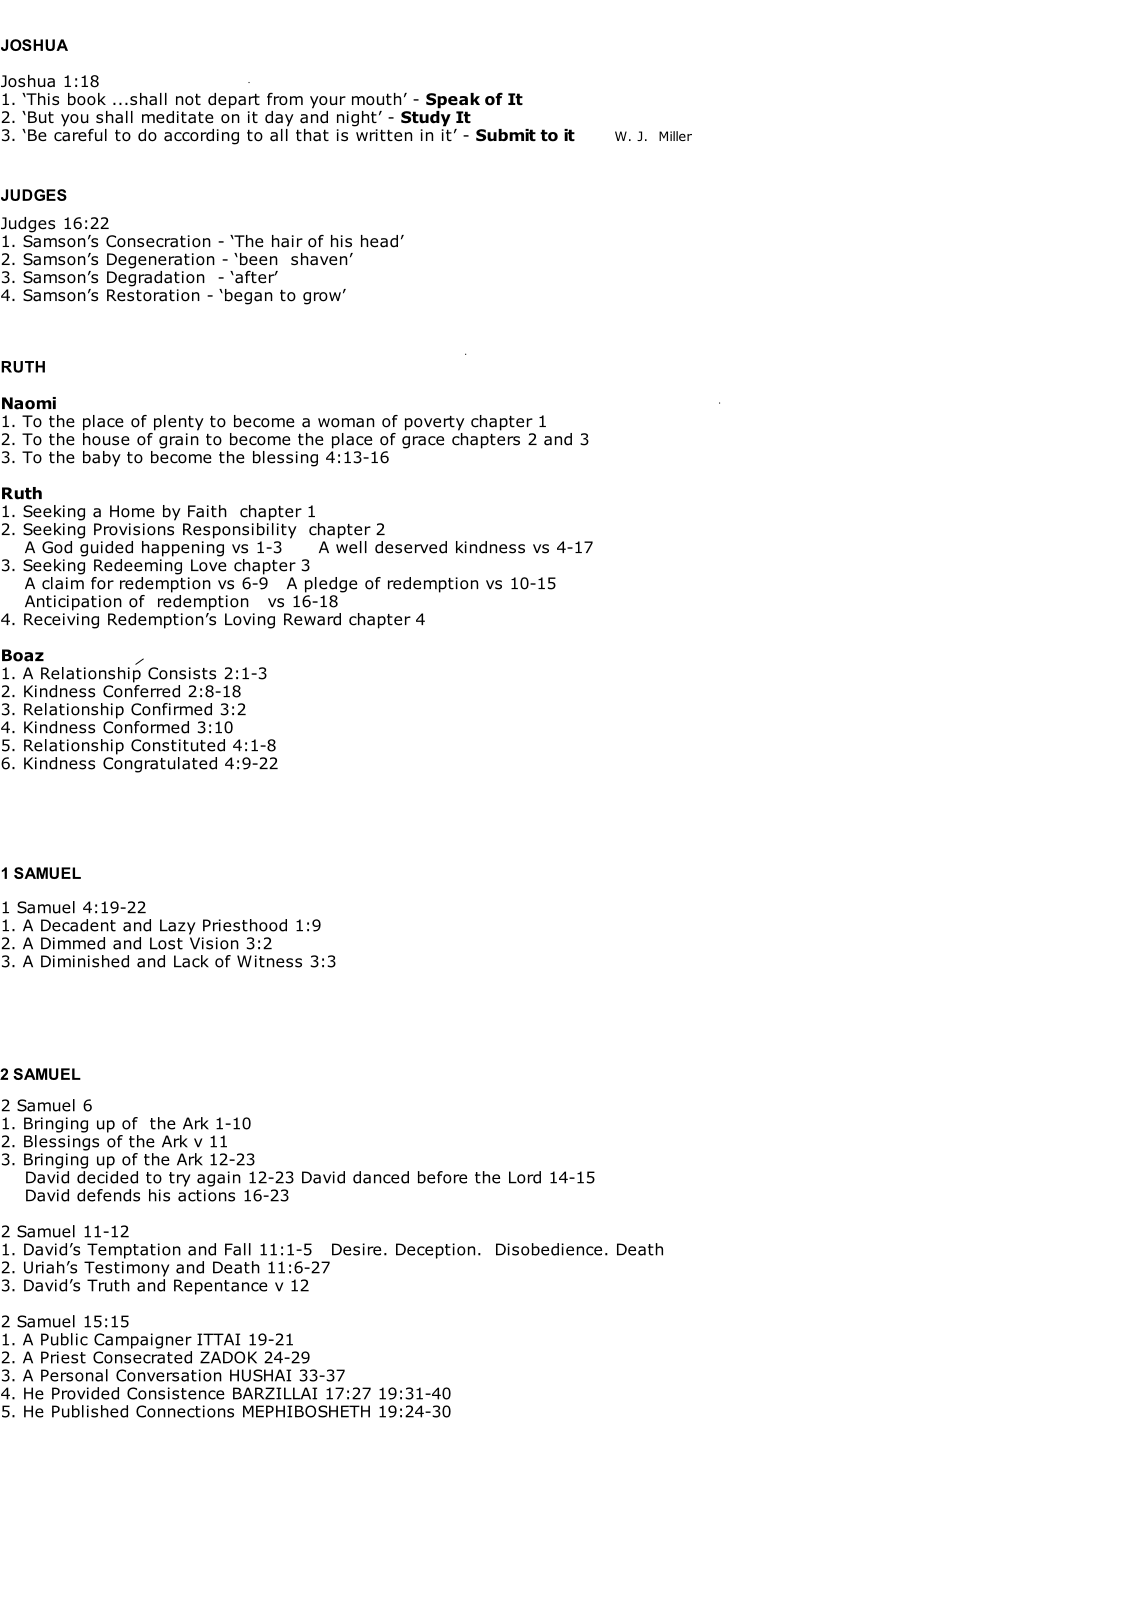 JOSHUA
Joshua 1:18
1. ‘This book ...shall not depart from your mouth’ - Speak of It
2. ‘But you shall meditate on it day and night’ - Study It
3. ‘Be careful to do according to all that is written in it’ - Submit to it W. J. Miller
JUDGES
Judges 16:22
1. Samson’s Consecration - ‘The hair of his head’
2. Samson’s Degeneration - ‘been shaven’
3. Samson’s Degradation - ‘after’
4. Samson’s Restoration - ‘began to grow’
RUTH
Naomi
1. To the place of plenty to become a woman of poverty chapter 1
2. To the house of grain to become the place of grace chapters 2 and 3
3. To the baby to become the blessing 4:13-16
Ruth
1. Seeking a Home by Faith chapter 1
2. Seeking Provisions Responsibility chapter 2
A God guided happening vs 1-3 A well deserved kindness vs 4-17
3. Seeking Redeeming Love chapter 3
A claim for redemption vs 6-9 A pledge of redemption vs 10-15
Anticipation of redemption vs 16-18
4. Receiving Redemption’s Loving Reward chapter 4
Boaz
1. A Relationship Consists 2:1-3
2. Kindness Conferred 2:8-18
3. Relationship Confirmed 3:2
4. Kindness Conformed 3:10
5. Relationship Constituted 4:1-8
6. Kindness Congratulated 4:9-22
1 SAMUEL
1 Samuel 4:19-22
1. A Decadent and Lazy Priesthood 1:9
2. A Dimmed and Lost Vision 3:2
3. A Diminished and Lack of Witness 3:3
2 SAMUEL
2 Samuel 6
1. Bringing up of the Ark 1-10
2. Blessings of the Ark v 11
3. Bringing up of the Ark 12-23
David decided to try again 12-23 David danced before the Lord 14-15
David defends his actions 16-23
2 Samuel 11-12
1. David’s Temptation and Fall 11:1-5 Desire. Deception. Disobedience. Death
2. Uriah’s Testimony and Death 11:6-27
3. David’s Truth and Repentance v 12
2 Samuel 15:15
1. A Public Campaigner ITTAI 19-21
2. A Priest Consecrated ZADOK 24-29
3. A Personal Conversation HUSHAI 33-37
4. He Provided Consistence BARZILLAI 17:27 19:31-40
5. He Published Connections MEPHIBOSHETH 19:24-30